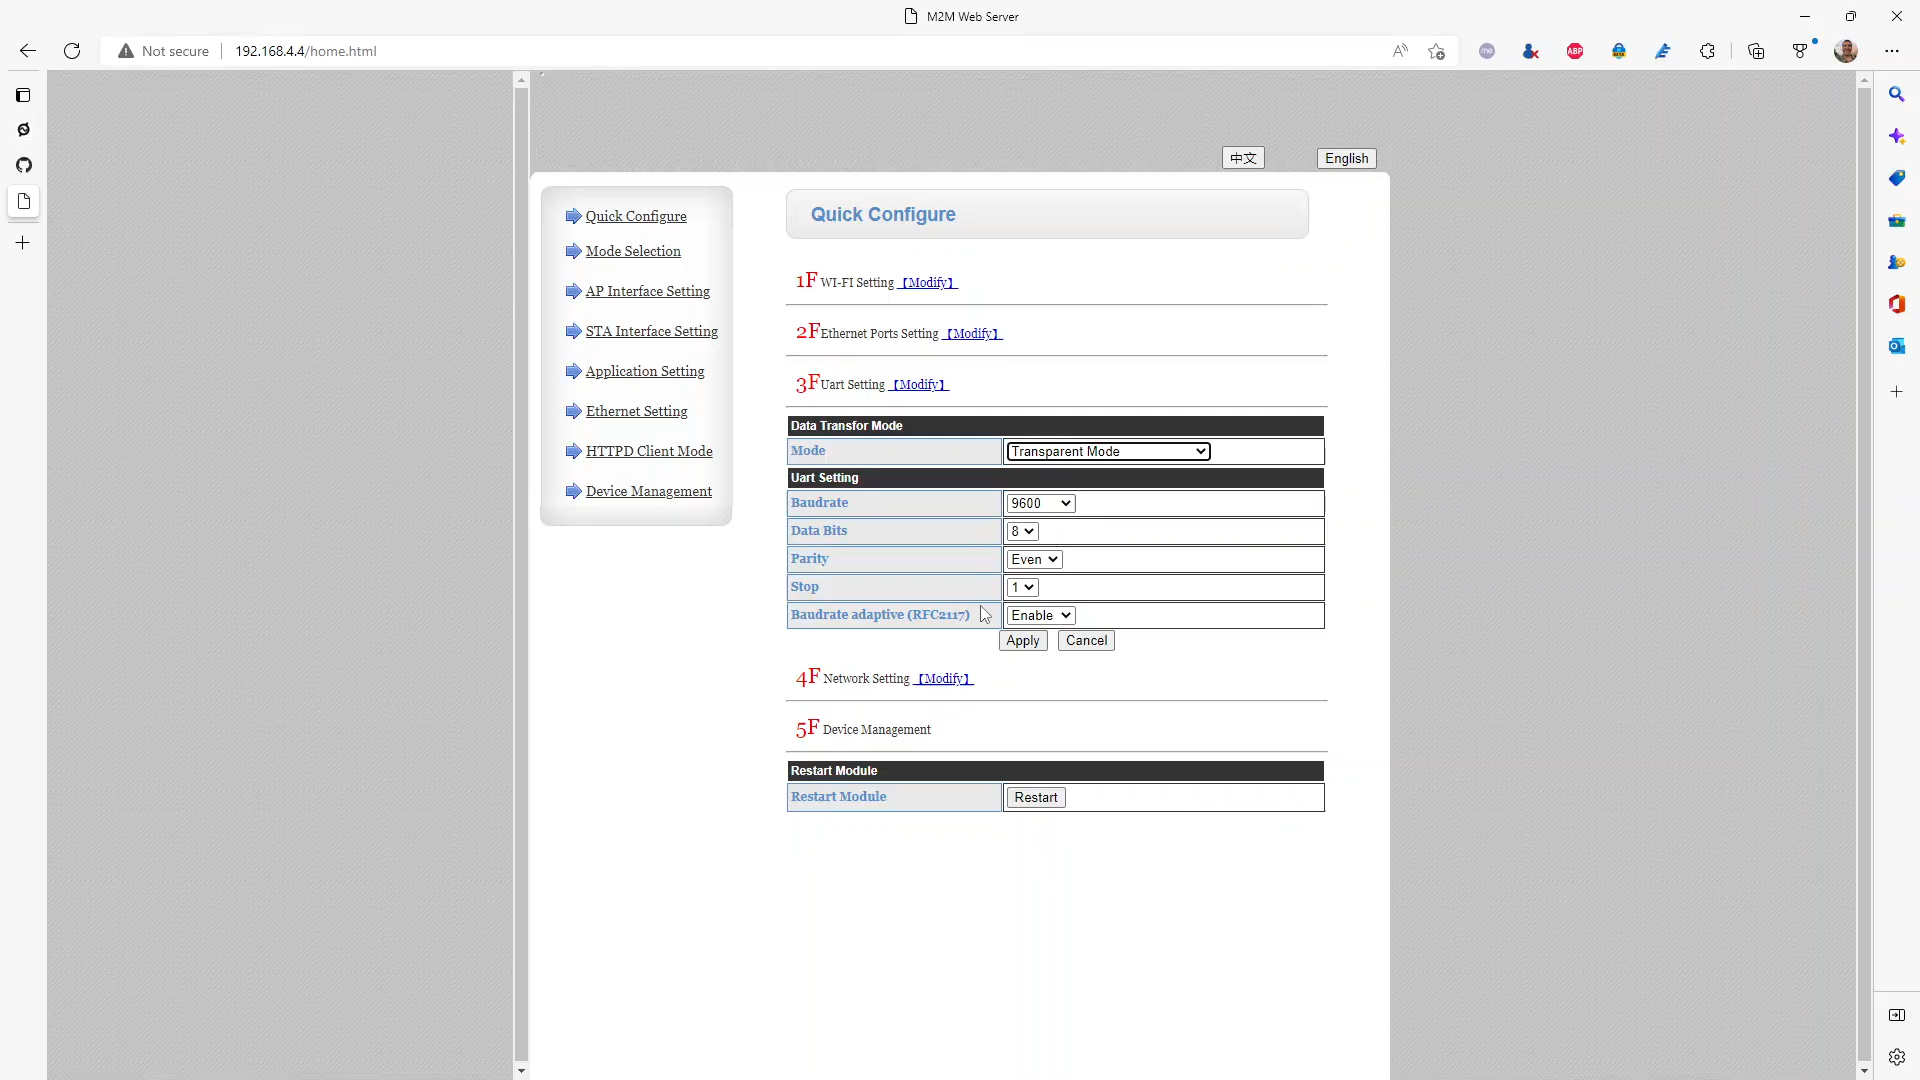 M2M Web Server
Not secure
192.168.4.4/home.html
ABP
中文
English
Quick Configure
Mode Selection
AP Interface Setting
STA Interface Setting
Application Setting
Ethernet Setting
HTTPD Client Mode
Device Management
Quick Configure
1F WI-FI Setting 【Modify】
2FEthernet Ports Setting 【Modify】
3FUart Setting 【Modify】
Data Transfor Mode
Mode Transparent Mode
Uart Setting
Baudrate 9600
Data Bits 8
Parity Even
Stop 1
Baudrate adaptive (RFC2117) Enable
Apply Cancel
4F Network Setting 【Modify】
5F Device Management
Restart Module
Restart Module Restart